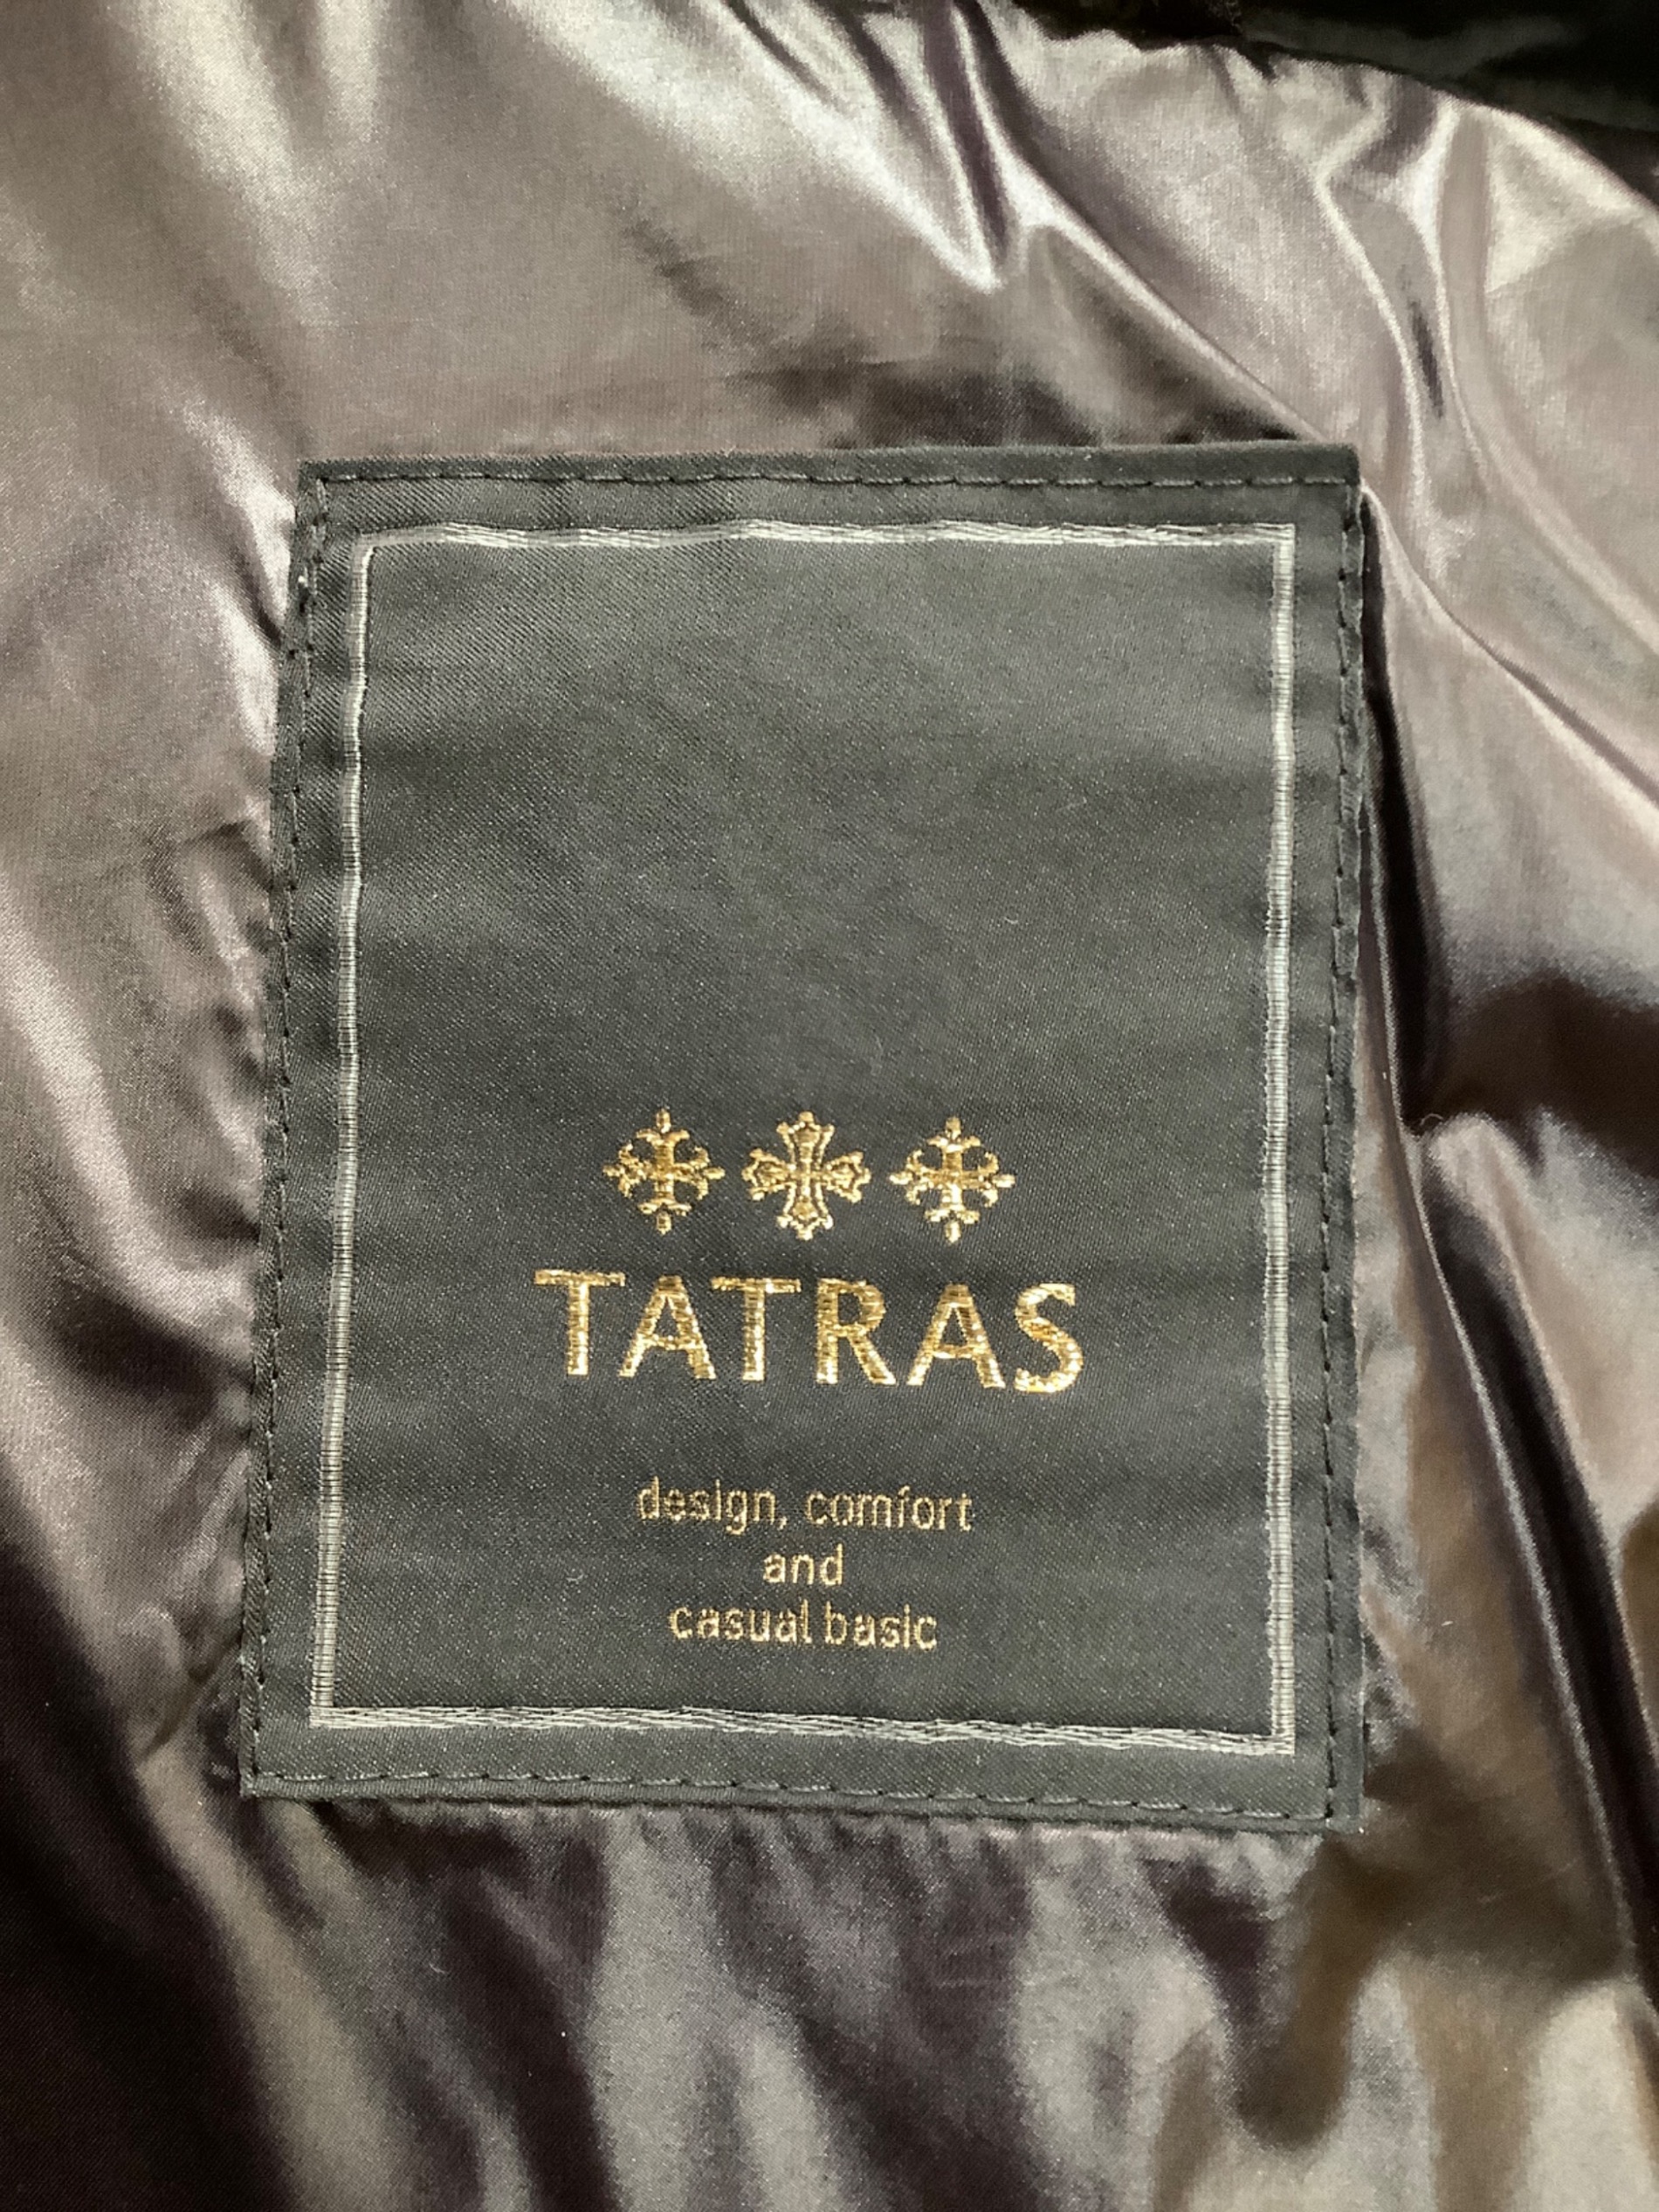 TATRAS
design, comfort
and
casual basic